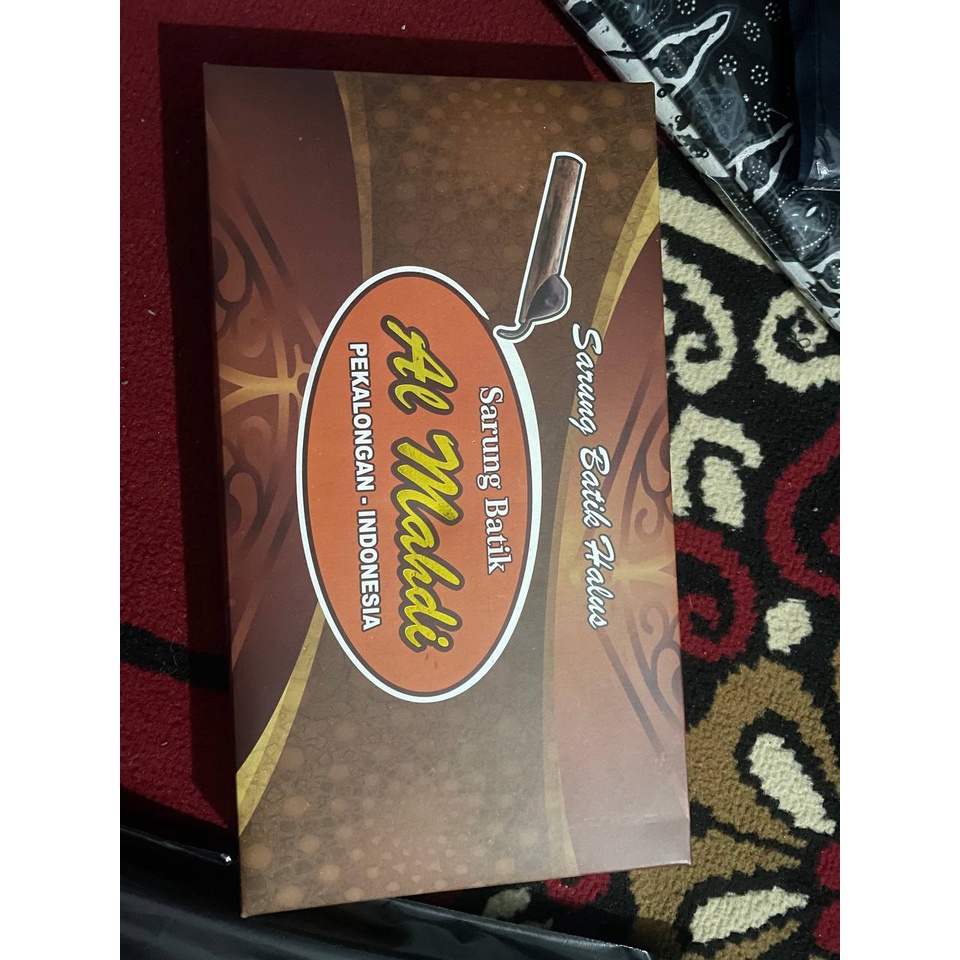 Sarung Batik Halus
Sarung Batik
Al Mahdi
PEKALONGAN - INDONESIA